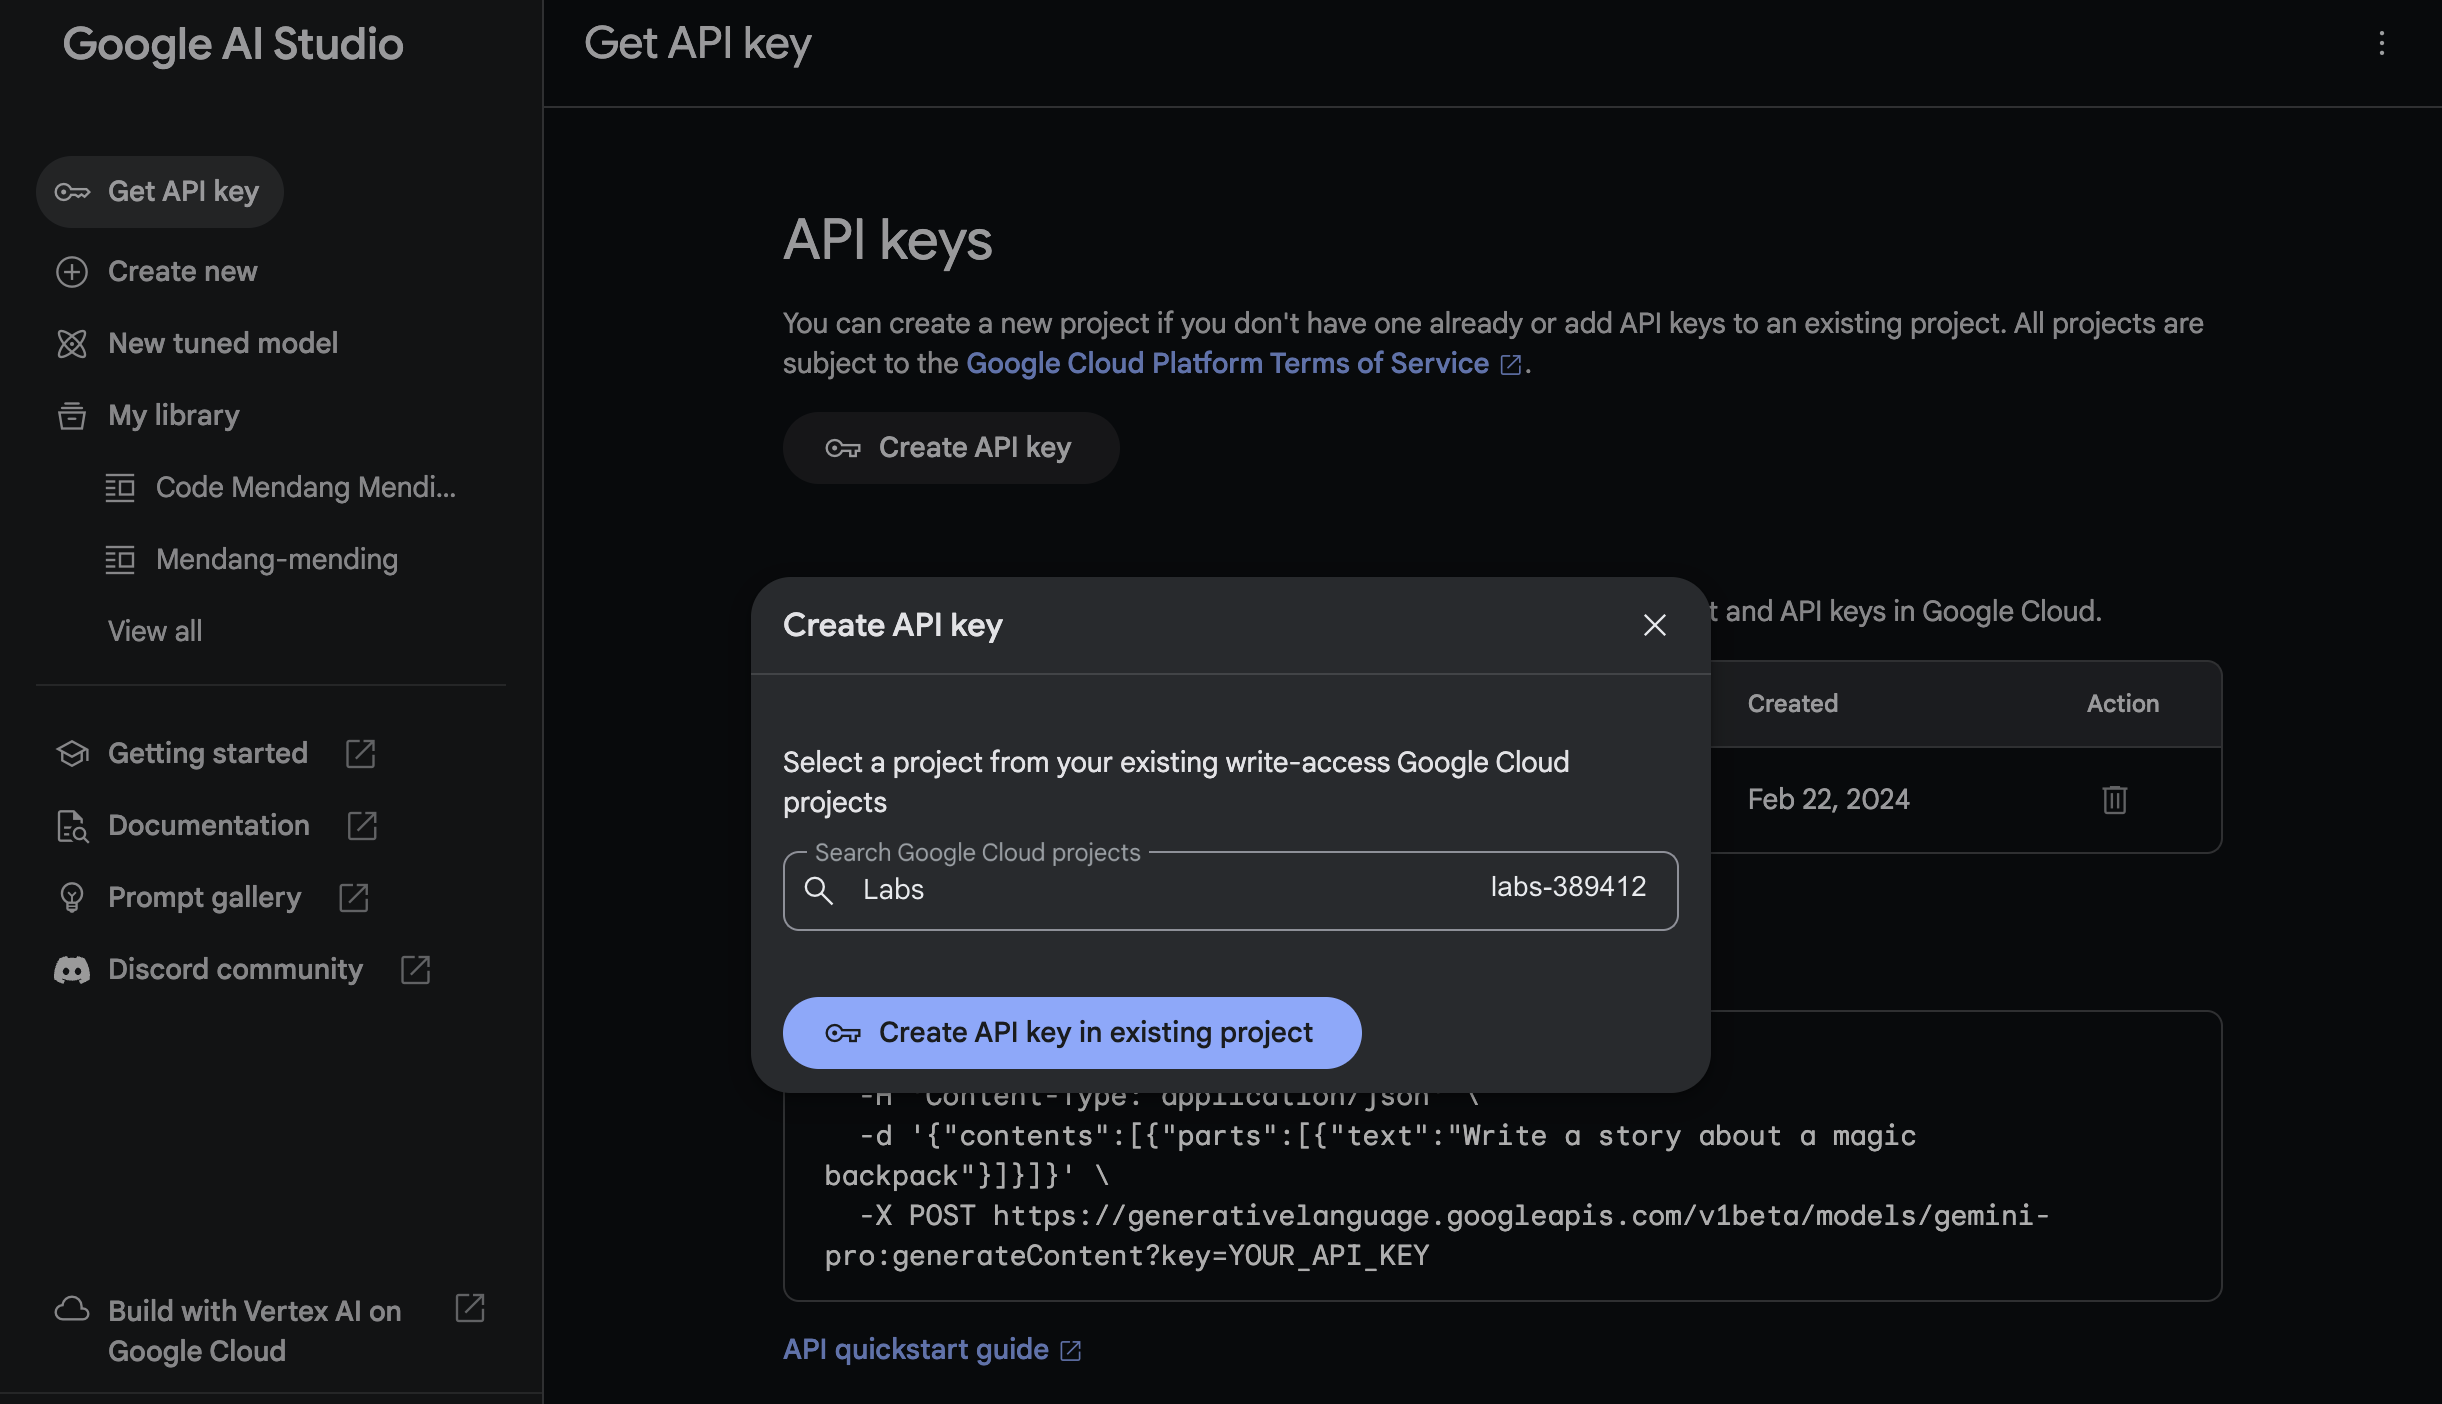 Google AI Studio
Get API key
Get API key
Create new
New tuned model
My library
Code Mendang Mendi...
Mendang-mending
View all
Getting started
Documentation
Prompt gallery
Discord community
Build with Vertex AI on
Google Cloud
API keys
You can create a new project if you don't have one already or add API keys to an existing project. All projects are
subject to the Google Cloud Platform Terms of Service.
Create API key
and API keys in Google Cloud.
Created Action
Feb 22, 2024
Create API key
Select a project from your existing write-access Google Cloud
projects
Search Google Cloud projects
Labs labs-389412
Create API key in existing project
-H 'Content-Type: application/json' \
-d '{"contents":[{"parts":[{"text":"Write a story about a magic
backpack"}]}]}' \
-X POST https://generativelanguage.googleapis.com/v1beta/models/gemini-
pro:generateContent?key=YOUR_API_KEY
API quickstart guide